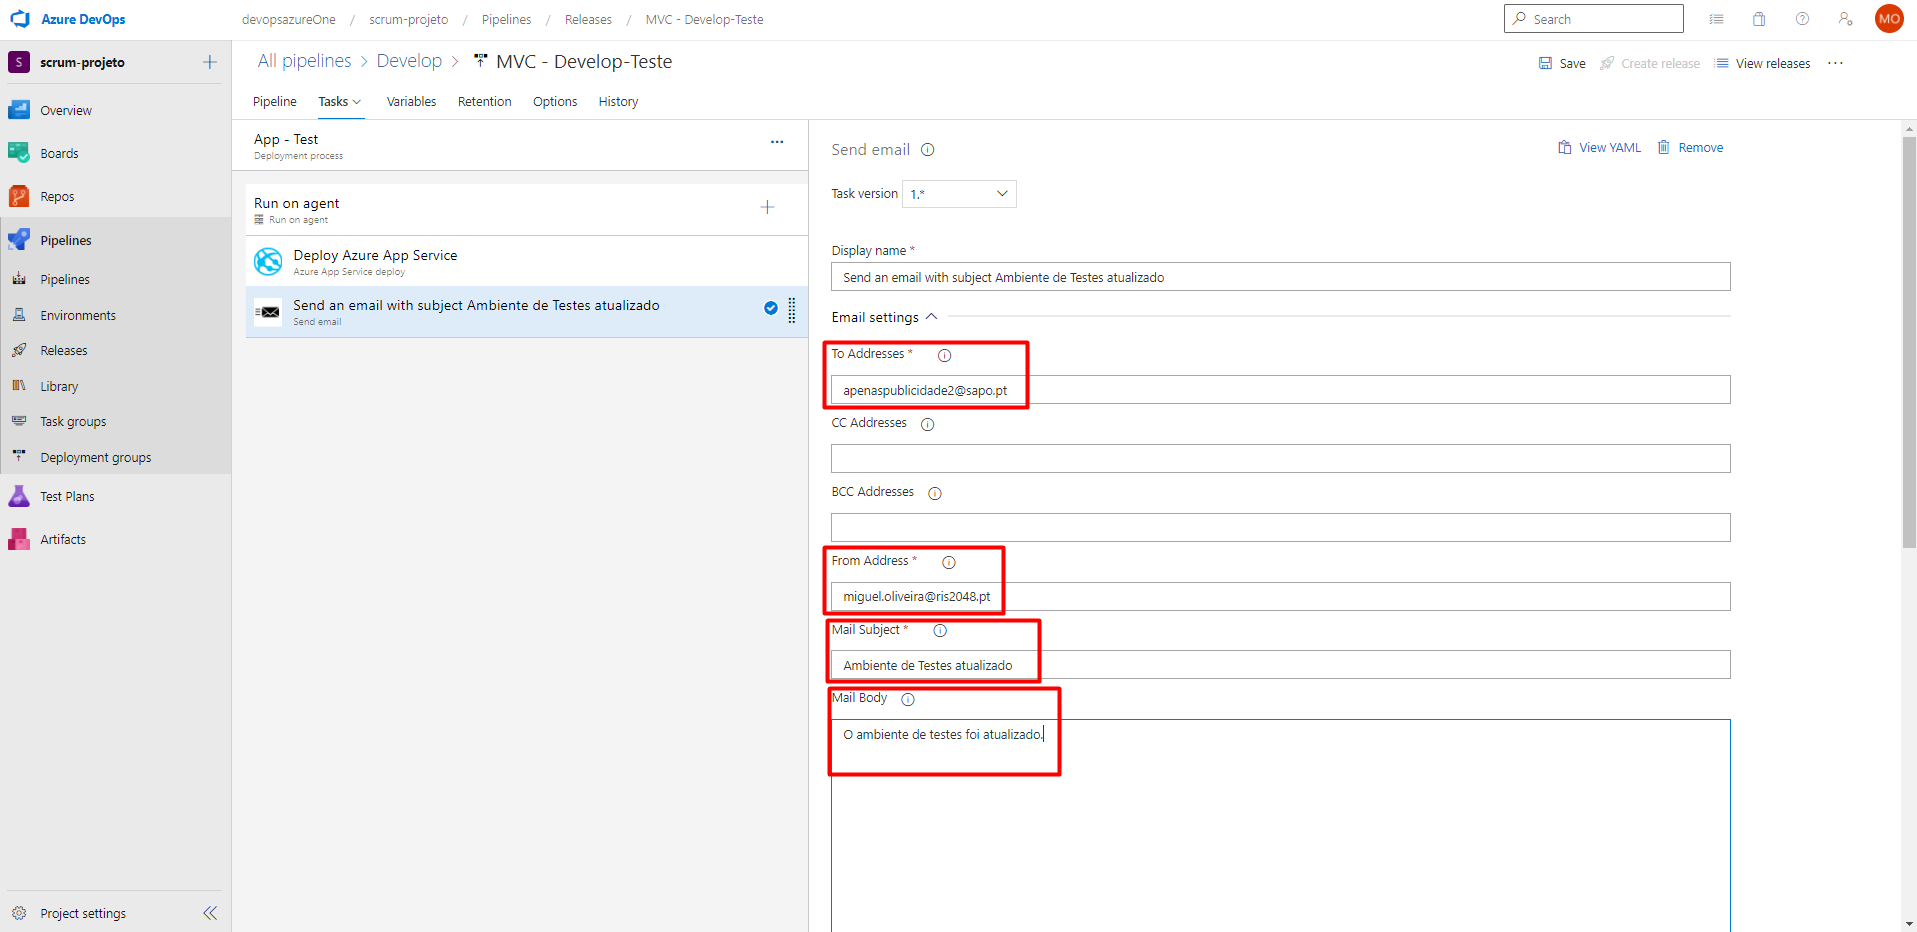 Azure DevOps
devopsazureOne / scrum-projeto / Pipelines / Releases / MVC - Develop-Teste
Search
MO
S scrum-projeto
Overview
Boards
Repos
Pipelines
Pipelines
Environments
Releases
Library
Task groups
Deployment groups
Test Plans
Artifacts
Project settings
All pipelines > Develop > MVC - Develop-Teste
Save
Create release
View releases
Pipeline
Tasks
Variables
Retention
Options
History
App - Test
Deployment process
Run on agent
Run on agent
Deploy Azure App Service
Azure App Service deploy
Send an email with subject Ambiente de Testes atualizado
Send email
Send email
View YAML
Remove
Task version 1.*
Display name *
Send an email with subject Ambiente de Testes atualizado
Email settings
To Addresses *
apenaspublicidade2@sapo.pt
CC Addresses
BCC Addresses
From Address *
miguel.oliveira@ris2048.pt
Mail Subject *
Ambiente de Testes atualizado
Mail Body
O ambiente de testes foi atualizado.